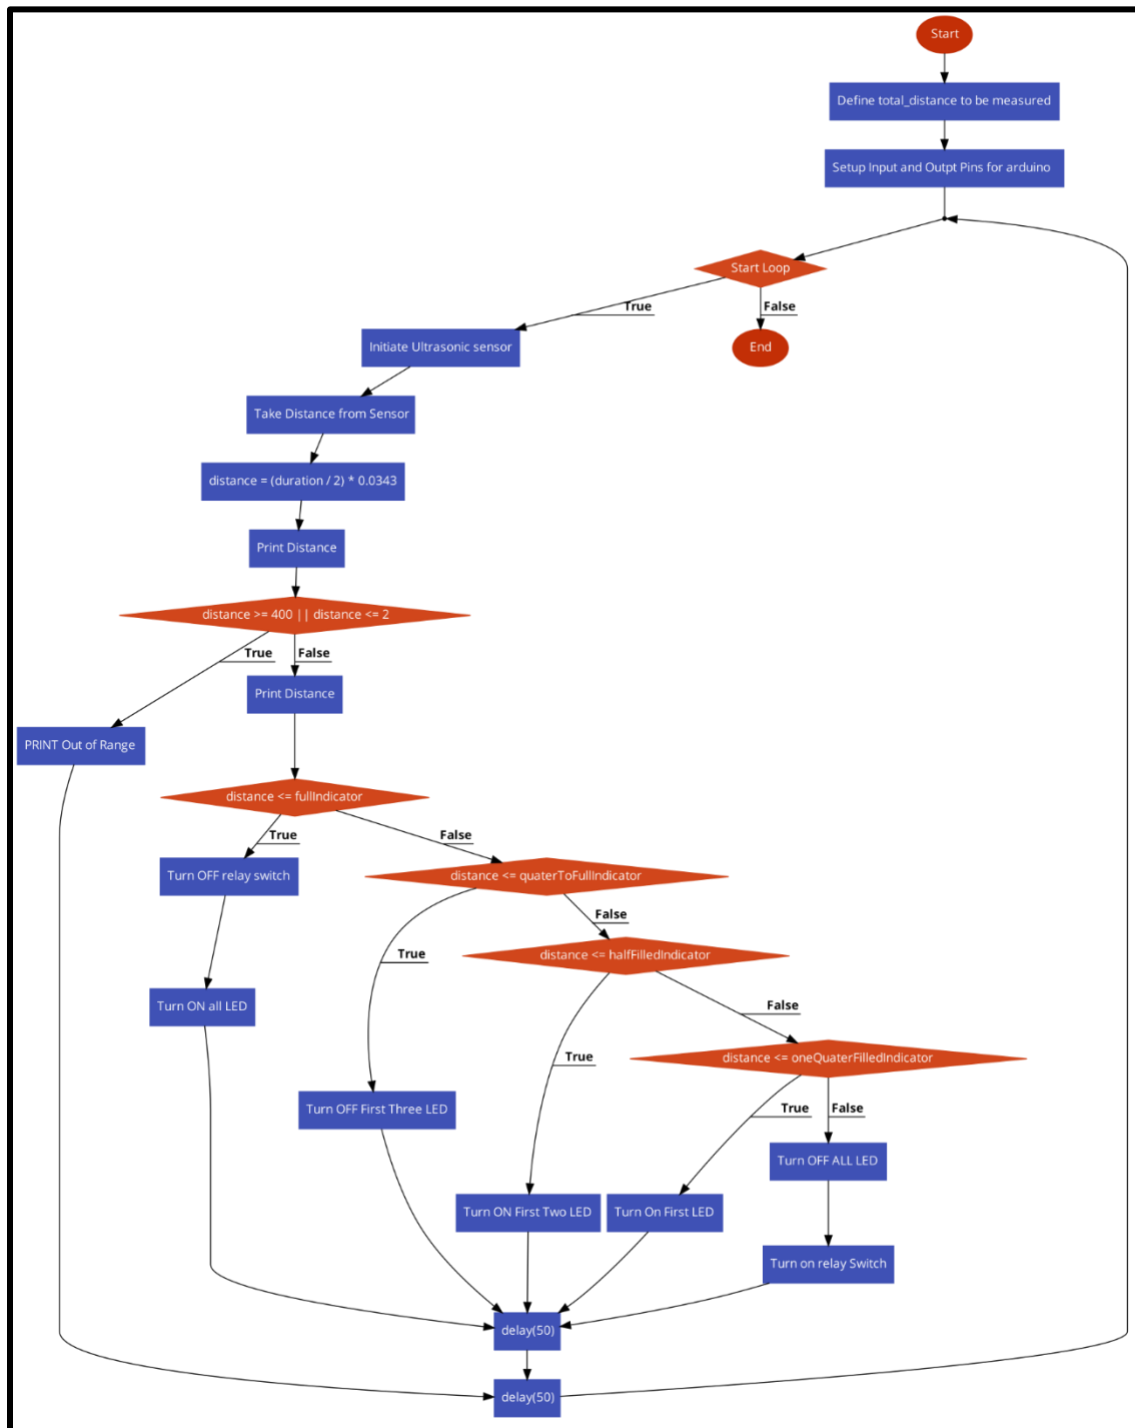 Start
Define total_distance to be measured
Setup Input and Outpt Pins for arduino
Start Loop
True
False
Initiate Ultrasonic sensor
End
Take Distance from Sensor
distance = (duration / 2) * 0.0343
Print Distance
distance >= 400 || distance <= 2
True
False
Print Distance
PRINT Out of Range
distance <= fullIndicator
True
False
Turn OFF relay switch
distance <= quaterToFullIndicator
False
True
distance <= halfFilledIndicator
Turn ON all LED
False
True
distance <= oneQuaterFilledIndicator
Turn OFF First Three LED
True
False
Turn OFF ALL LED
Turn ON First Two LED
Turn On First LED
Turn on relay Switch
delay(50)
delay(50)